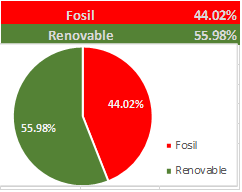 Fosil 44.02%
Renovable 55.98%
44.02%
55.98%
Fosil
Renovable